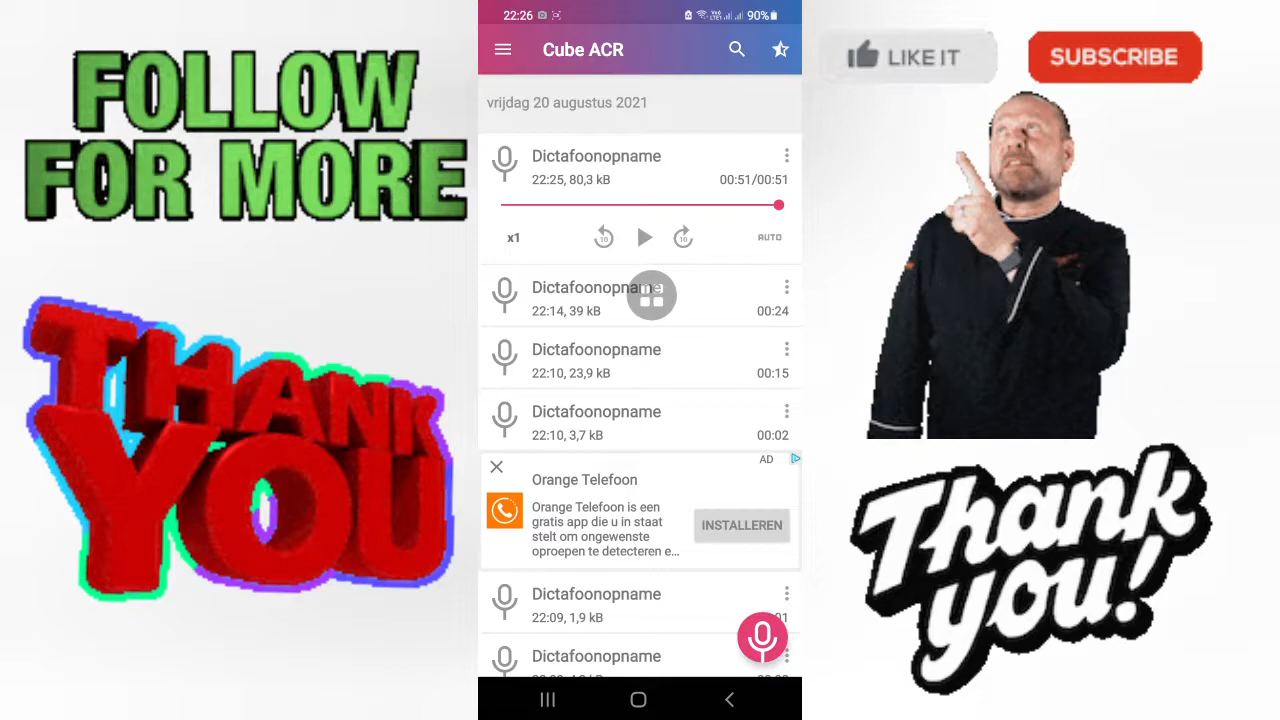 FOLLOW
FOR MORE
THANK
YOU
22:26
90%
Cube ACR
vrijdag 20 augustus 2021
Dictafoonopname
22:25, 80,3 kB
00:51/00:51
x1
10
10
AUTO
Dictafoonopname
22:14, 39 kB
00:24
Dictafoonopname
22:10, 23,9 kB
00:15
Dictafoonopname
22:10, 3,7 kB
00:02
AD
Orange Telefoon
Orange Telefoon is een
gratis app die u in staat
stelt om ongewenste
oproepen te detecteren e...
INSTALLEREN
Dictafoonopname
22:09, 1,9 kB
Dictafoonopname
LIKE IT
SUBSCRIBE
Thank
you!